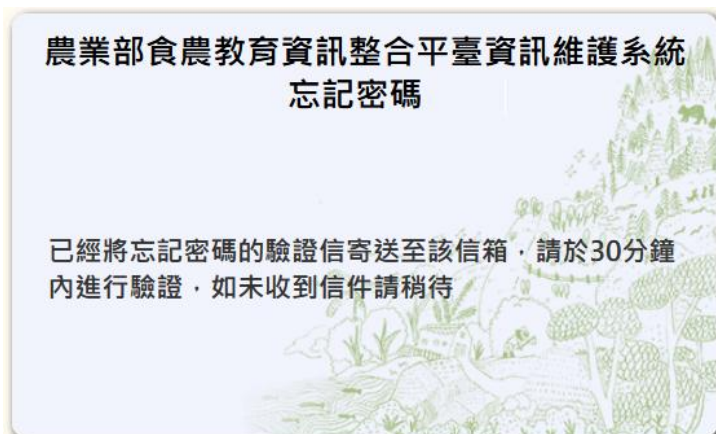 農業部食農教育資訊整合平臺資訊維護系統
忘記密碼
已經將忘記密碼的驗證信寄送至該信箱，請於30分鐘
內進行驗證，如未收到信件請稍待